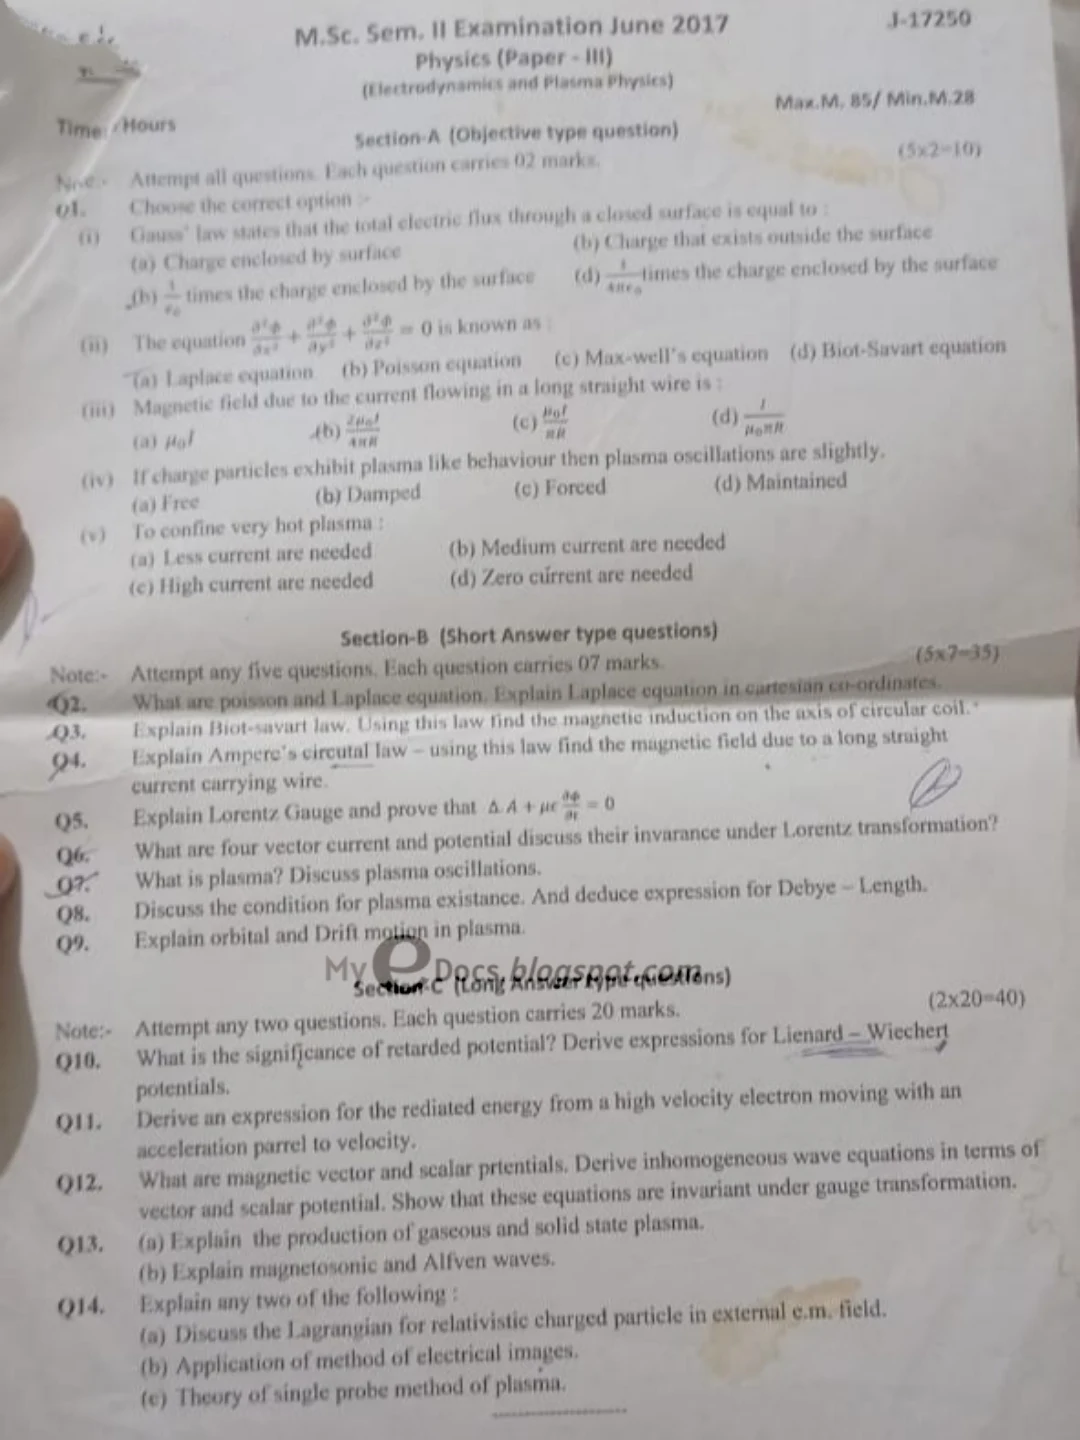 M.Sc. Sem. II Examination June 2017
J-17250
Physics (Paper - III)
(Electrodynamics and Plasma Physics)
Max.M. 85/ Min.M.28
Time: Hours
Section-A (Objective type question)
(5x2=10)
Note:- Attempt all questions. Each question carries 02 marks.
Q1. Choose the correct option :-
(i) Gauss' law states that the total electric flux through a closed surface is equal to :
(a) Charge enclosed by surface (b) Charge that exists outside the surface
(b) 1/ε₀ times the charge enclosed by the surface (d) 1/4πε₀ times the charge enclosed by the surface
(ii) The equation ∂²Φ/∂x² + ∂²Φ/∂y² + ∂²Φ/∂z² = 0 is known as :
(a) Laplace equation (b) Poisson equation (c) Max-well's equation (d) Biot-Savart equation
(iii) Magnetic field due to the current flowing in a long straight wire is :
(a) μ₀I (b) 2μ₀I/4πR (c) μ₀I/πR (d) I/μ₀πR
(iv) If charge particles exhibit plasma like behaviour then plasma oscillations are slightly.
(a) Free (b) Damped (c) Forced (d) Maintained
(v) To confine very hot plasma :
(a) Less current are needed (b) Medium current are needed
(c) High current are needed (d) Zero current are needed
Section-B (Short Answer type questions)
(5x7=35)
Note:- Attempt any five questions. Each question carries 07 marks.
Q2. What are poisson and Laplace equation. Explain Laplace equation in cartesian co-ordinates.
Q3. Explain Biot-savart law. Using this law find the magnetic induction on the axis of circular coil.
Q4. Explain Ampere's circutal law – using this law find the magnetic field due to a long straight
current carrying wire.
Q5. Explain Lorentz Gauge and prove that Δ A + με ∂Φ/∂t = 0
Q6. What are four vector current and potential discuss their invarance under Lorentz transformation?
Q7. What is plasma? Discuss plasma oscillations.
Q8. Discuss the condition for plasma existance. And deduce expression for Debye – Length.
Q9. Explain orbital and Drift motion in plasma.
My eDocs.blogspot.com
Section-C (Long Answer type questions)
(2x20=40)
Note:- Attempt any two questions. Each question carries 20 marks.
Q10. What is the significance of retarded potential? Derive expressions for Lienard – Wiechert
potentials.
Q11. Derive an expression for the rediated energy from a high velocity electron moving with an
acceleration parrel to velocity.
Q12. What are magnetic vector and scalar prtentials. Derive inhomogeneous wave equations in terms of
vector and scalar potential. Show that these equations are invariant under gauge transformation.
Q13. (a) Explain the production of gaseous and solid state plasma.
(b) Explain magnetosonic and Alfven waves.
Q14. Explain any two of the following :
(a) Discuss the Lagrangian for relativistic charged particle in external e.m. field.
(b) Application of method of electrical images.
(c) Theory of single probe method of plasma.